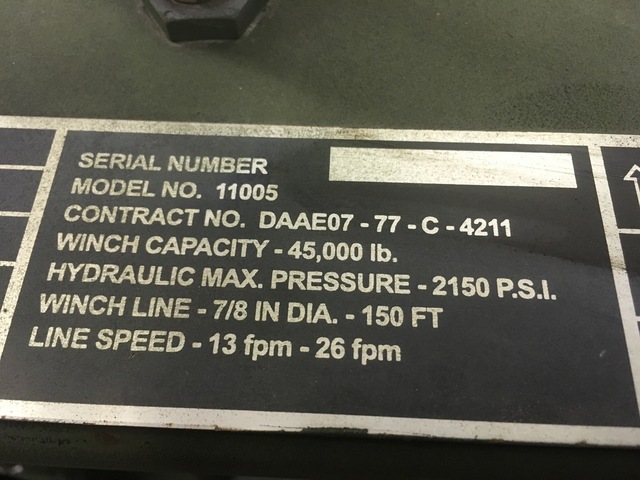 SERIAL NUMBER
MODEL NO. 11005
CONTRACT NO. DAAE07 - 77 - C - 4211
WINCH CAPACITY - 45,000 lb.
HYDRAULIC MAX. PRESSURE - 2150 P.S.I.
WINCH LINE - 7/8 IN DIA. - 150 FT
LINE SPEED - 13 fpm - 26 fpm